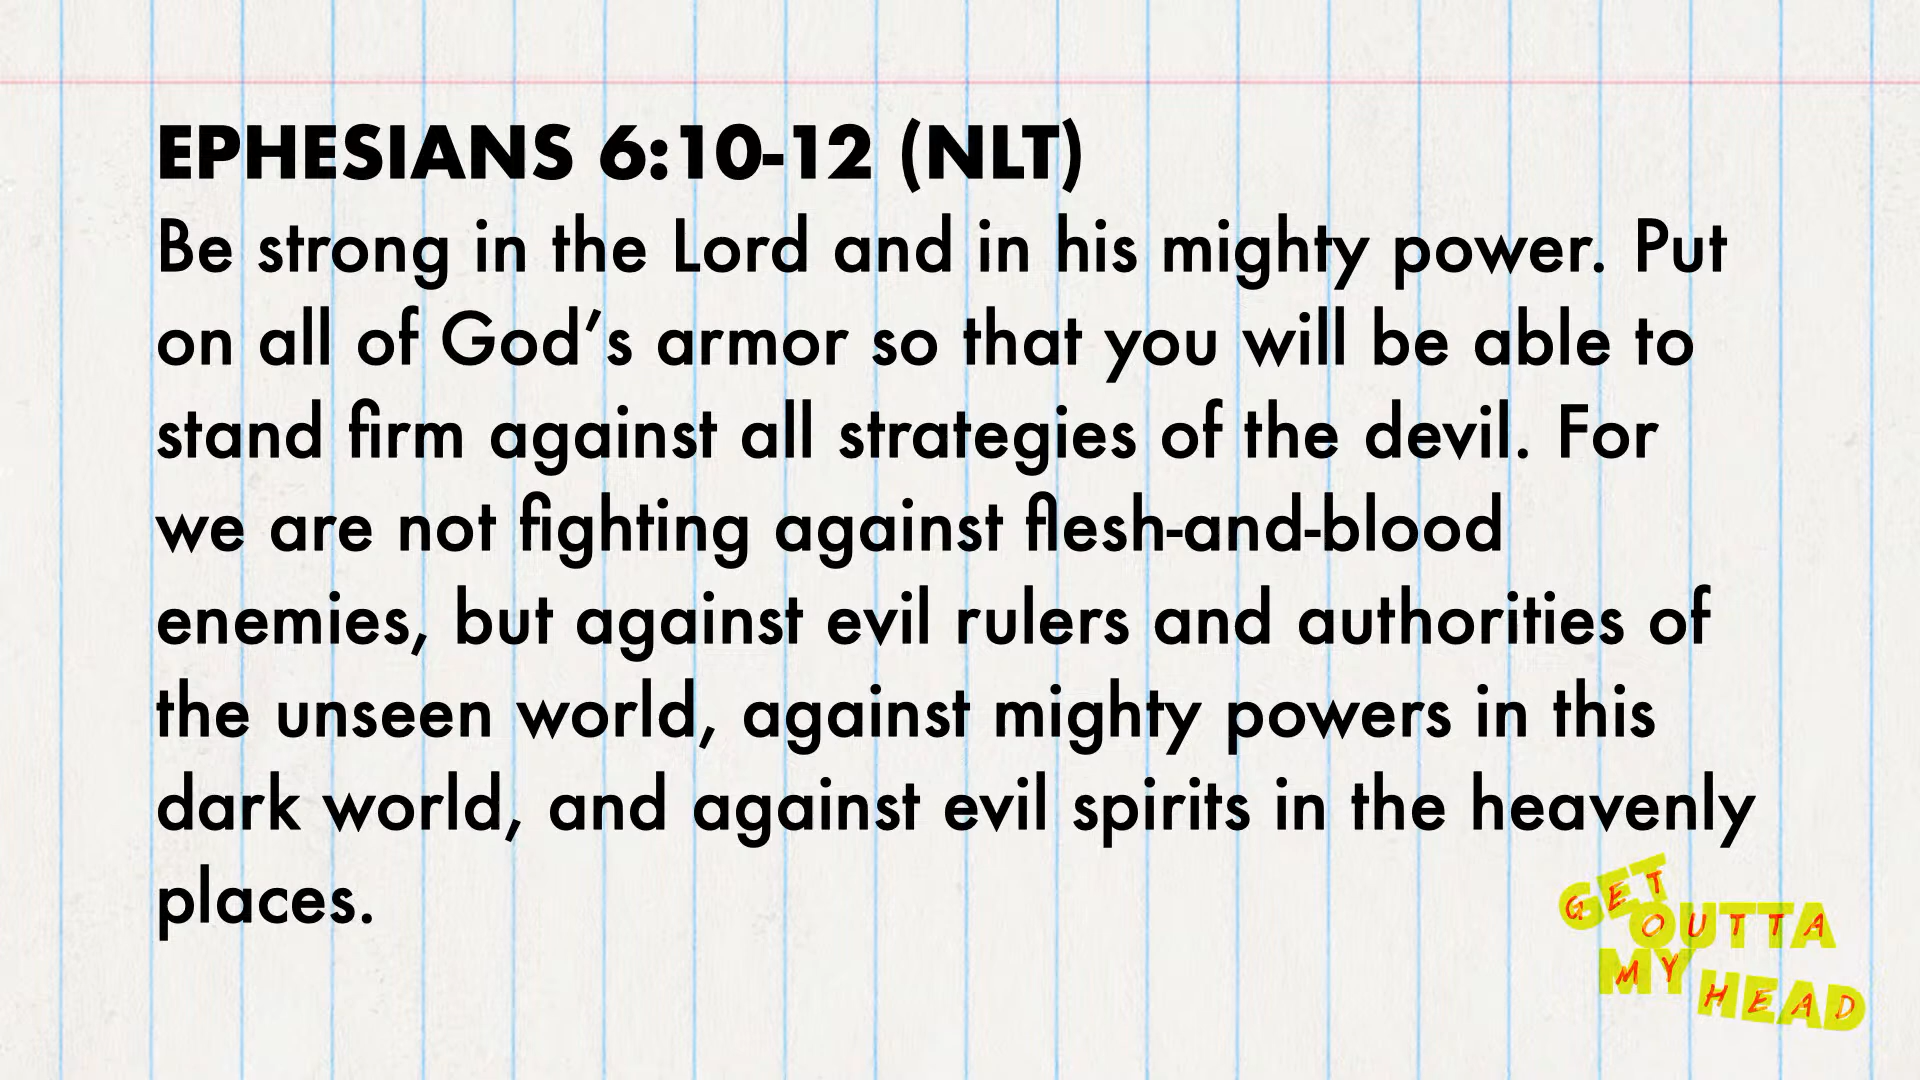 EPHESIANS 6:10-12 (NLT)
Be strong in the Lord and in his mighty power. Put
on all of God’s armor so that you will be able to
stand firm against all strategies of the devil. For
we are not fighting against flesh-and-blood
enemies, but against evil rulers and authorities of
the unseen world, against mighty powers in this
dark world, and against evil spirits in the heavenly
places.
GET
OUTTA
MY
HEAD